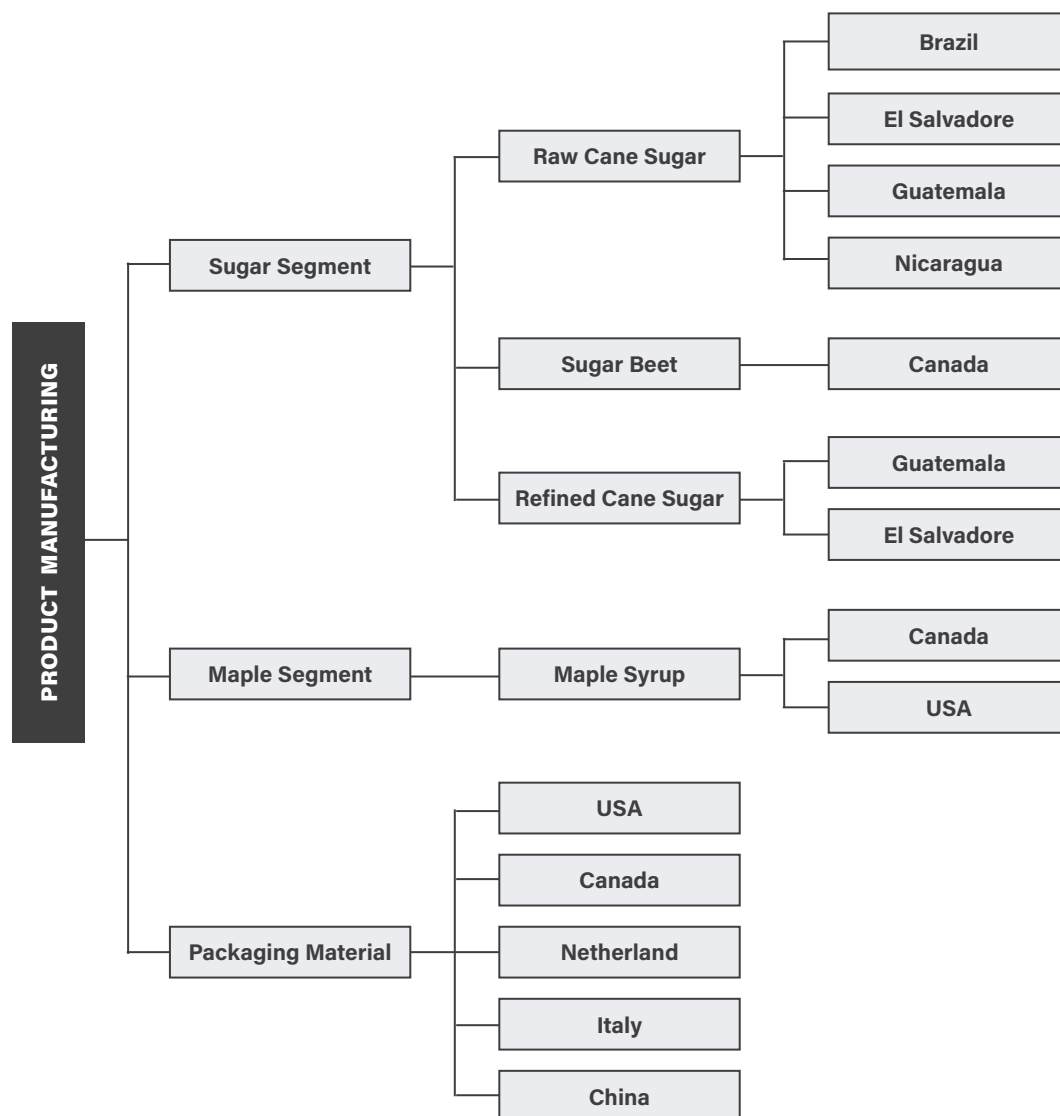 PRODUCT MANUFACTURING
Sugar Segment
Raw Cane Sugar
Brazil
El Salvadore
Guatemala
Nicaragua
Sugar Beet
Canada
Refined Cane Sugar
Guatemala
El Salvadore
Maple Segment
Maple Syrup
Canada
USA
Packaging Material
USA
Canada
Netherland
Italy
China